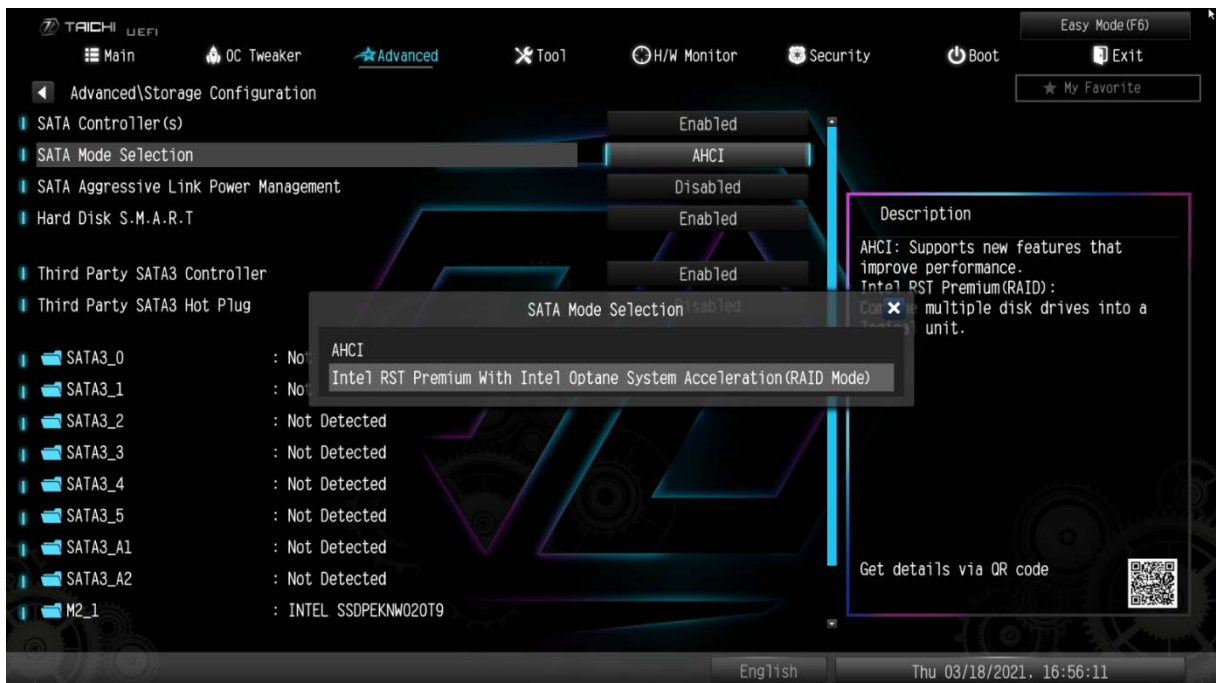 TAICHI UEFI
Easy Mode(F6)
Main OC Tweaker Advanced Tool H/W Monitor Security Boot Exit
Advanced\Storage Configuration
My Favorite
SATA Controller(s) Enabled
SATA Mode Selection AHCI
SATA Aggressive Link Power Management Disabled
Hard Disk S.M.A.R.T Enabled
Third Party SATA3 Controller Enabled
Third Party SATA3 Hot Plug
SATA Mode Selection
AHCI
Intel RST Premium With Intel Optane System Acceleration(RAID Mode)
SATA3_0 : Not
SATA3_1 : Not
SATA3_2 : Not Detected
SATA3_3 : Not Detected
SATA3_4 : Not Detected
SATA3_5 : Not Detected
SATA3_A1 : Not Detected
SATA3_A2 : Not Detected
M2_1 : INTEL SSDPEKNW020T9
Description
AHCI: Supports new features that
improve performance.
Intel RST Premium(RAID):
multiple disk drives into a
unit.
Get details via QR code
English
Thu 03/18/2021, 16:56:11